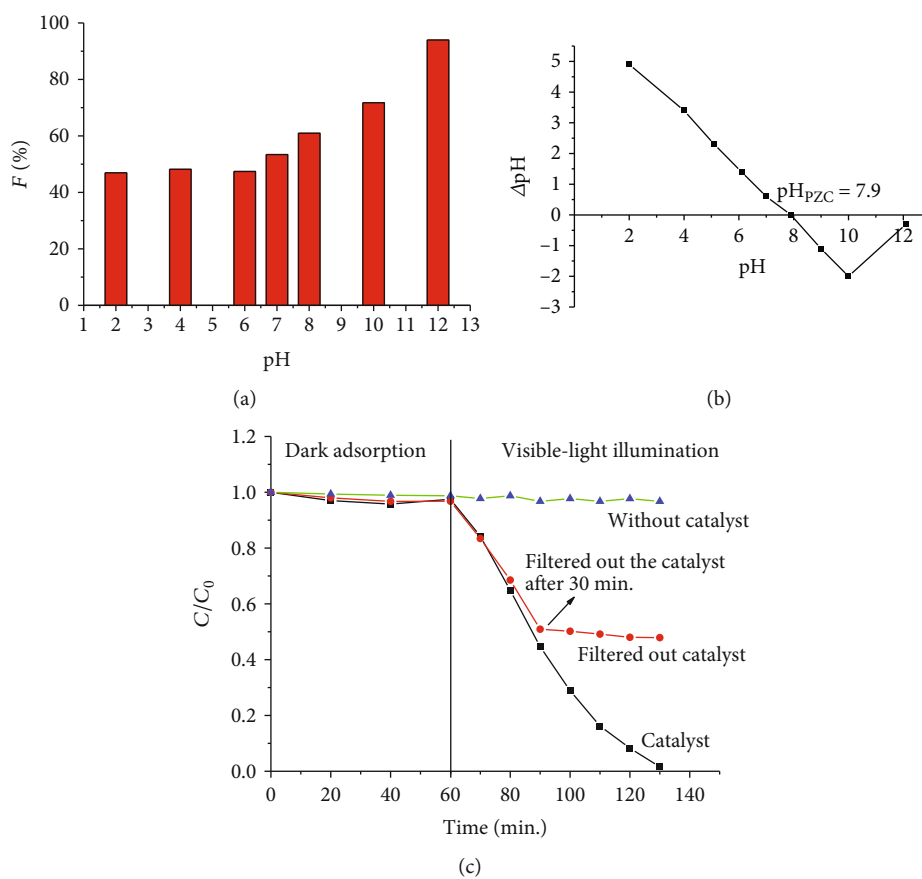 100
80
60
40
20
0
F (%)
1 2 3 4 5 6 7 8 9 10 11 12 13
pH
(a)
5
4
3
2
1
0
−1
−2
−3
ΔpH
pH_PZC = 7.9
2 4 6 8 10 12
pH
(b)
1.2
1.0
0.8
0.6
0.4
0.2
0.0
C/C₀
Dark adsorption
Visible-light illumination
Without catalyst
Filtered out the catalyst
after 30 min.
Filtered out catalyst
Catalyst
0 20 40 60 80 100 120 140
Time (min.)
(c)